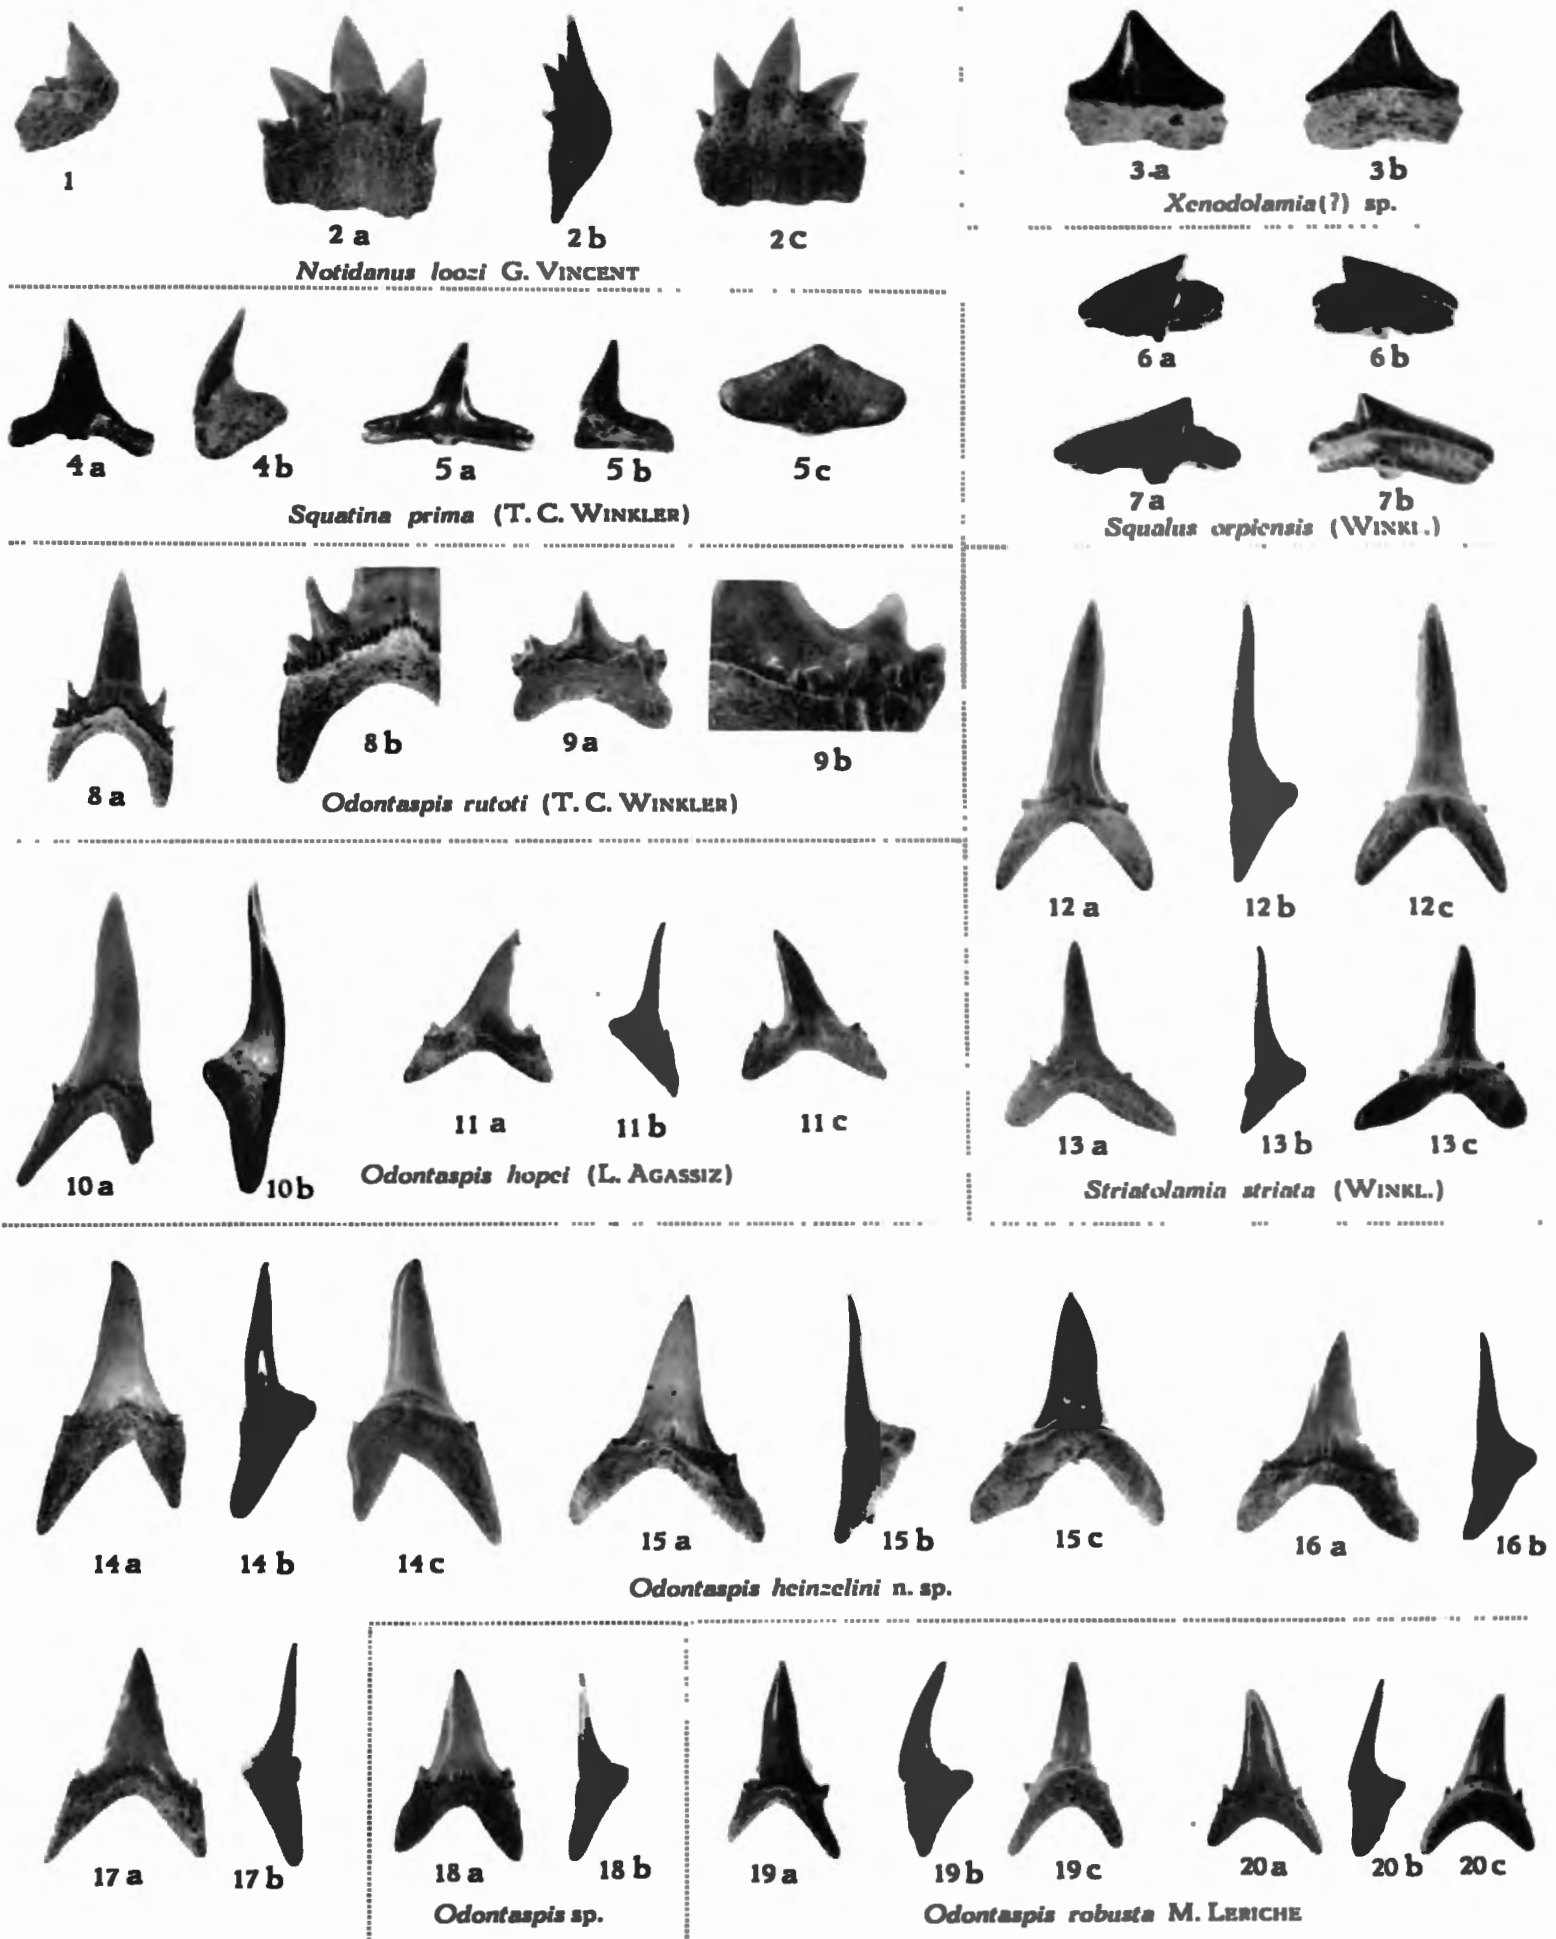 1
2 a
2 b
2 c
Notidanus loozi G. VINCENT
3-a
3 b
Xenodolamia (?) sp.
4 a
4 b
5 a
5 b
5 c
Squatina prima (T. C. WINKLER)
6 a
6 b
7 a
7 b
Squalus orpiensis (WINKL.)
8 a
8 b
9 a
9 b
Odontaspis rutoti (T. C. WINKLER)
10 a
10 b
11 a
11 b
11 c
Odontaspis hopei (L. AGASSIZ)
12 a
12 b
12 c
13 a
13 b
13 c
Striatolamia striata (WINKL.)
14 a
14 b
14 c
15 a
15 b
15 c
16 a
16 b
Odontaspis heinzelini n. sp.
17 a
17 b
18 a
18 b
Odontaspis sp.
19 a
19 b
19 c
20 a
20 b
20 c
Odontaspis robusta M. LERICHE